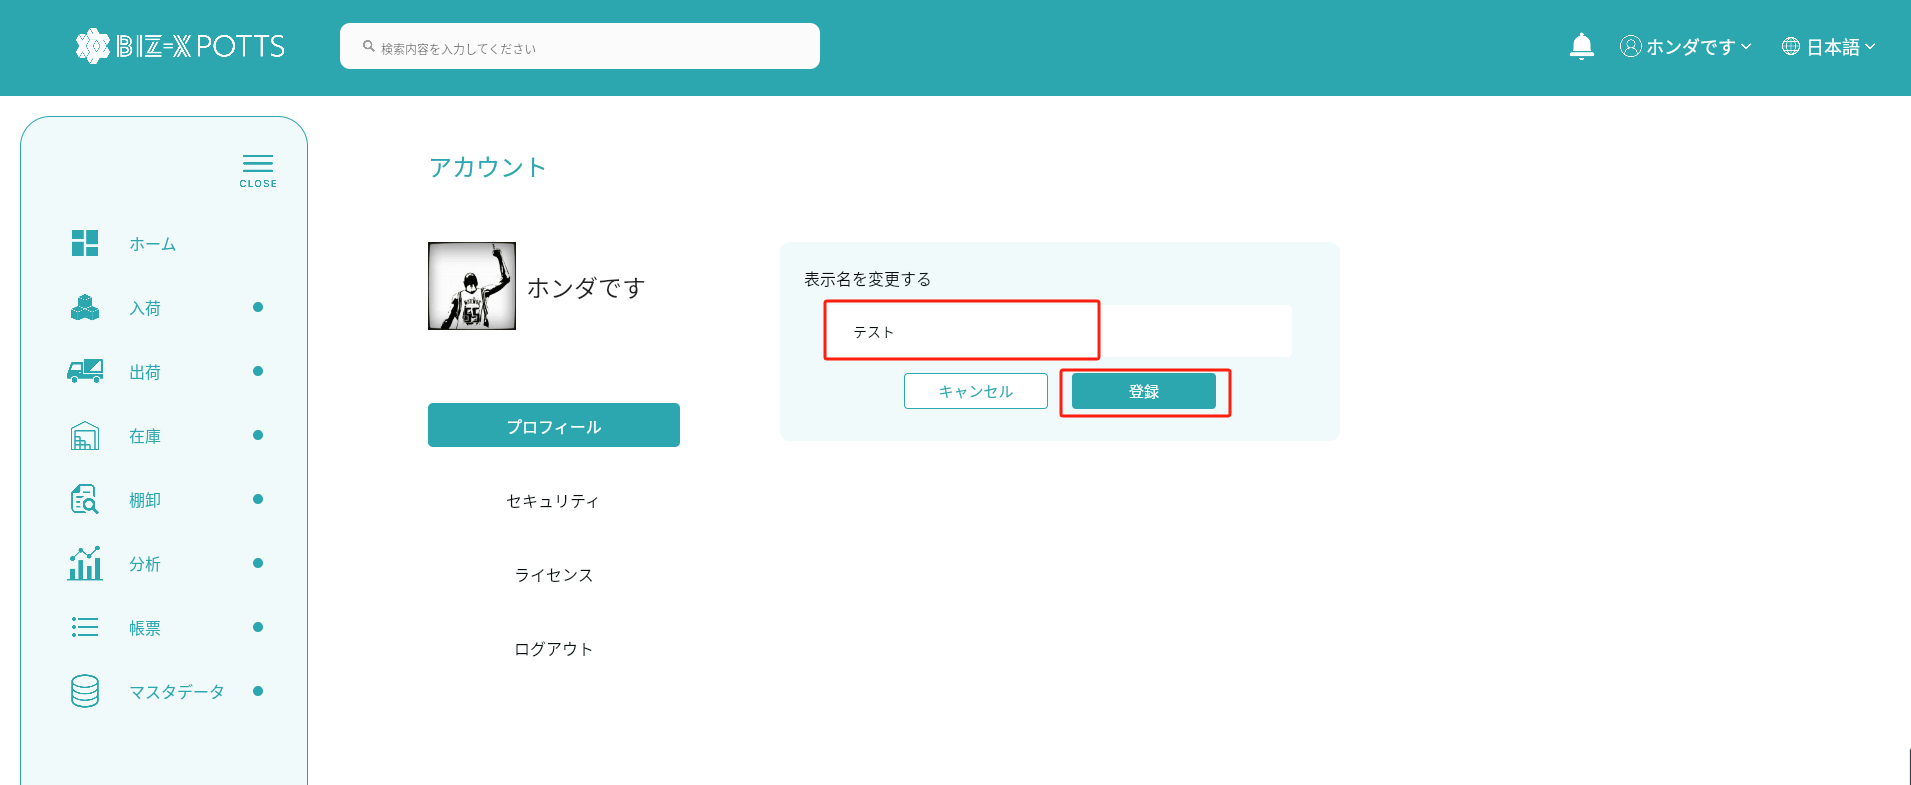 BIZ-X POTTS
検索内容を入力してください
ホンダです
日本語
CLOSE
ホーム
入荷
出荷
在庫
棚卸
分析
帳票
マスタデータ
アカウント
ホンダです
プロフィール
セキュリティ
ライセンス
ログアウト
表示名を変更する
テスト
キャンセル
登録